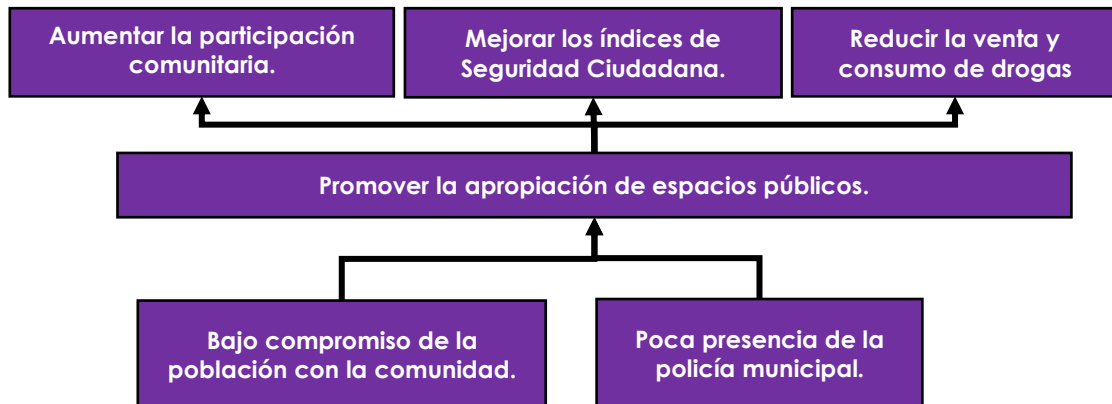 Aumentar la participación
comunitaria.
Mejorar los índices de
Seguridad Ciudadana.
Reducir la venta y
consumo de drogas
Promover la apropiación de espacios públicos.
Bajo compromiso de la
población con la comunidad.
Poca presencia de la
policía municipal.